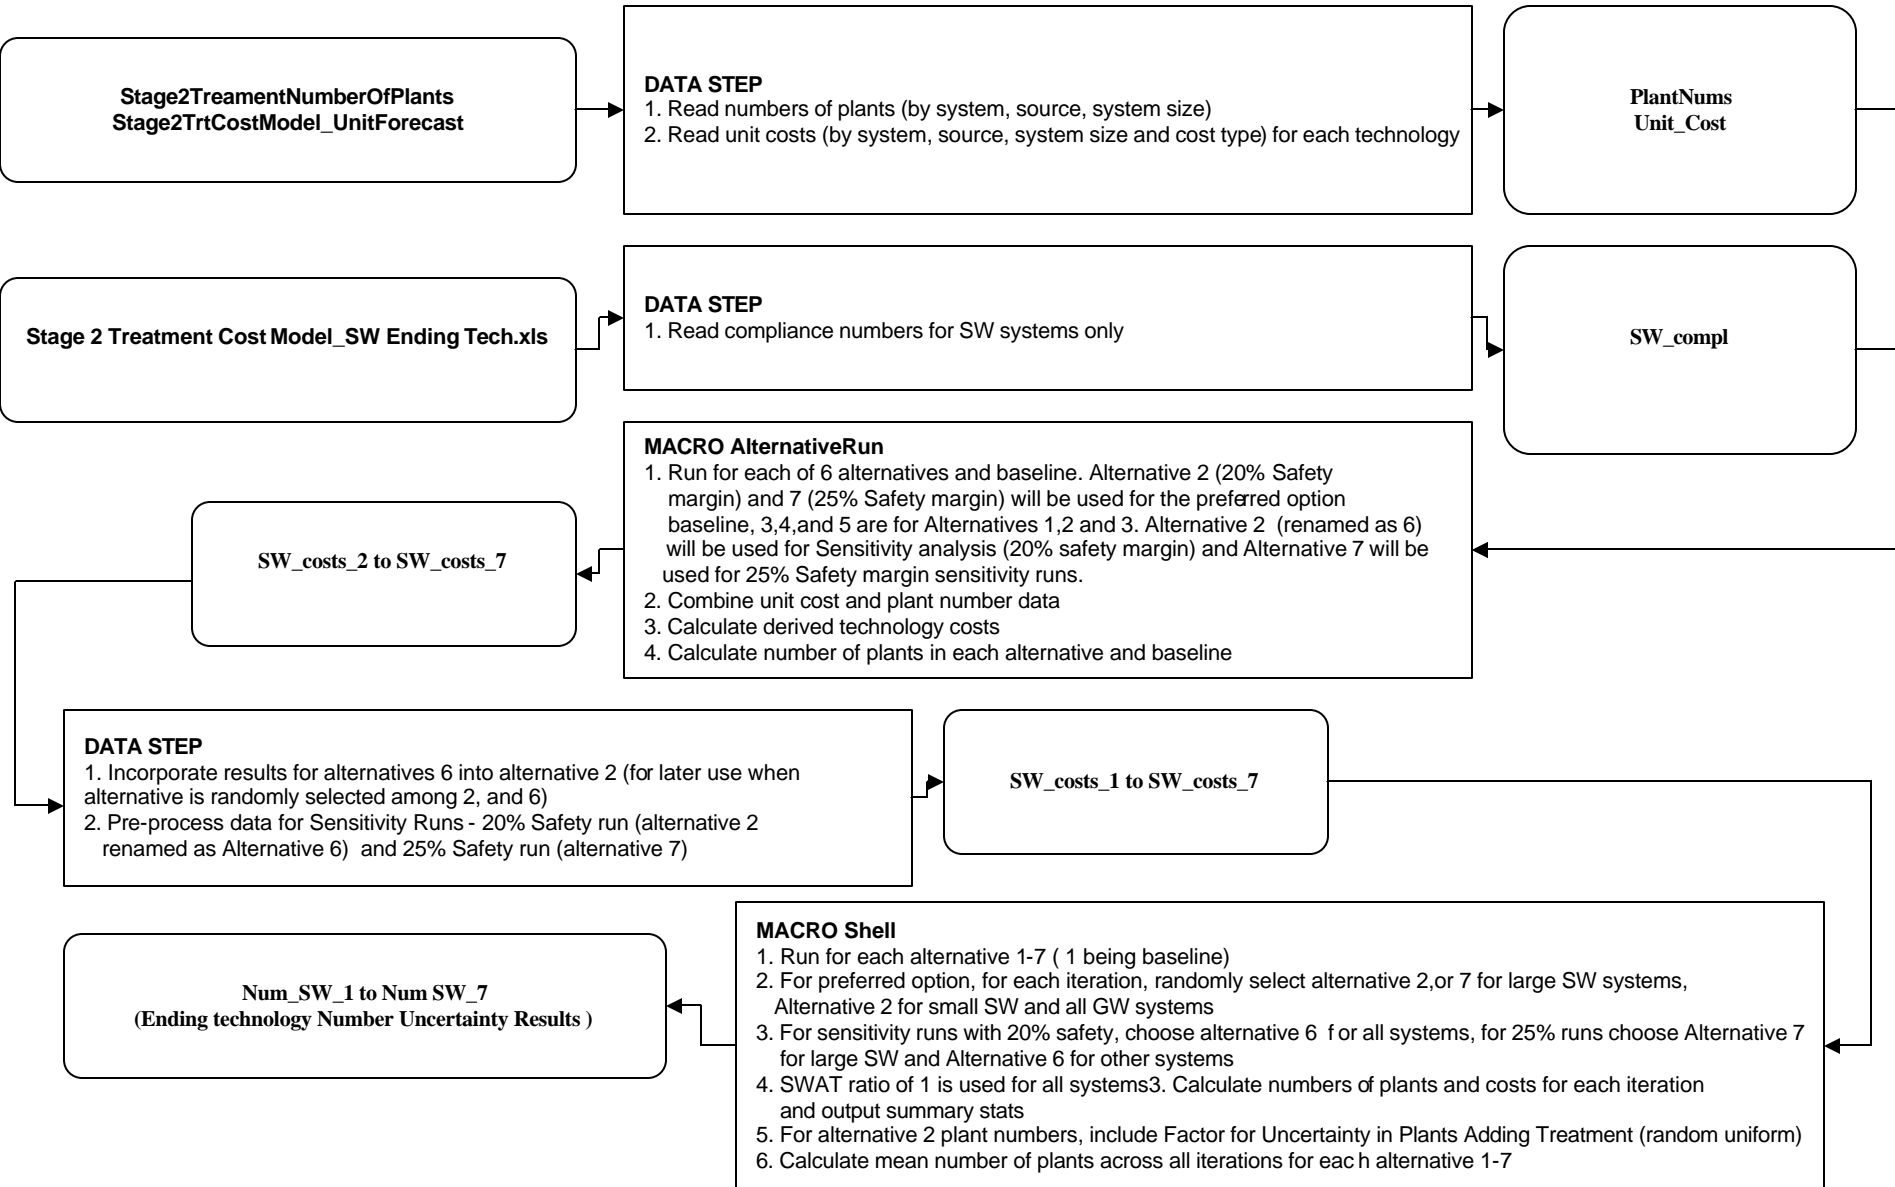 Stage2TreamentNumberOfPlants
Stage2TrtCostModel_UnitForecast
DATA STEP
1. Read numbers of plants (by system, source, system size)
2. Read unit costs (by system, source, system size and cost type) for each technology
PlantNums
Unit_Cost
Stage 2 Treatment Cost Model_SW Ending Tech.xls
DATA STEP
1. Read compliance numbers for SW systems only
SW_compl
MACRO AlternativeRun
1. Run for each of 6 alternatives and baseline. Alternative 2 (20% Safety
margin) and 7 (25% Safety margin) will be used for the preferred option
baseline, 3,4,and 5 are for Alternatives 1,2 and 3. Alternative 2 (renamed as 6)
will be used for Sensitivity analysis (20% safety margin) and Alternative 7 will be
used for 25% Safety margin sensitivity runs.
2. Combine unit cost and plant number data
3. Calculate derived technology costs
4. Calculate number of plants in each alternative and baseline
SW_costs_2 to SW_costs_7
DATA STEP
1. Incorporate results for alternatives 6 into alternative 2 (for later use when
alternative is randomly selected among 2, and 6)
2. Pre-process data for Sensitivity Runs - 20% Safety run (alternative 2
renamed as Alternative 6) and 25% Safety run (alternative 7)
SW_costs_1 to SW_costs_7
MACRO Shell
1. Run for each alternative 1-7 ( 1 being baseline)
2. For preferred option, for each iteration, randomly select alternative 2,or 7 for large SW systems,
Alternative 2 for small SW and all GW systems
3. For sensitivity runs with 20% safety, choose alternative 6 f or all systems, for 25% runs choose Alternative 7
for large SW and Alternative 6 for other systems
4. SWAT ratio of 1 is used for all systems3. Calculate numbers of plants and costs for each iteration
and output summary stats
5. For alternative 2 plant numbers, include Factor for Uncertainty in Plants Adding Treatment (random uniform)
6. Calculate mean number of plants across all iterations for eac h alternative 1-7
Num_SW_1 to Num SW_7
(Ending technology Number Uncertainty Results )